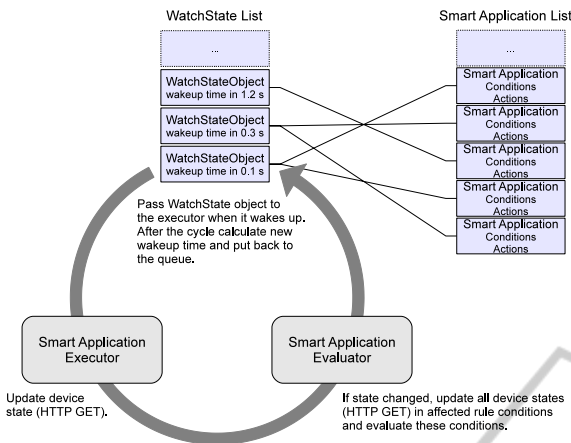 WatchState List
Smart Application List
...
...
WatchStateObject
wakeup time in 1.2 s
WatchStateObject
wakeup time in 0.3 s
WatchStateObject
wakeup time in 0.1 s
Smart Application
Conditions
Actions
Smart Application
Conditions
Actions
Smart Application
Conditions
Actions
Smart Application
Conditions
Actions
Smart Application
Conditions
Actions
Pass WatchState object to
the executor when it wakes up.
After the cycle calculate new
wakeup time and put back to
the queue.
Smart Application
Executor
Smart Application
Evaluator
Update device
state (HTTP GET).
If state changed, update all device states
(HTTP GET) in affected rule conditions
and evaluate these conditions.